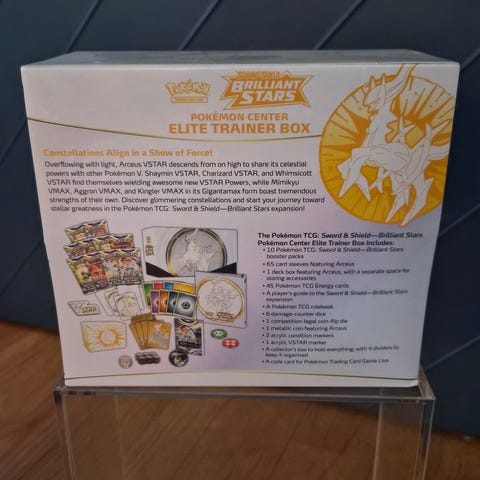 Pokémon
BRILLIANT
STARS
POKÉMON CENTER
ELITE TRAINER BOX
Constellations Align in a Show of Force!
Overflowing with light, Arceus VSTAR descends from on high to share its celestial
powers with other Pokémon V. Shaymin VSTAR, Charizard VSTAR, and Whimsicott
VSTAR find themselves wielding awesome new VSTAR Powers, while Mimikyu
VMAX, Aggron VMAX, and Kingler VMAX in its Gigantamax form boast tremendous
strengths of their own. Discover glimmering constellations and start your journey toward
stellar greatness in the Pokémon TCG: Sword & Shield—Brilliant Stars expansion!
The Pokémon TCG: Sword & Shield—Brilliant Stars
Pokémon Center Elite Trainer Box includes:
• 10 Pokémon TCG: Sword & Shield—Brilliant Stars
booster packs
• 65 card sleeves featuring Arceus
• 1 deck box featuring Arceus, with a separate space for
storing accessories
• 45 Pokémon TCG Energy cards
• A player's guide to the Sword & Shield—Brilliant Stars
expansion
• A Pokémon TCG rulebook
• 6 damage-counter dice
• 1 competition-legal coin-flip die
• 1 metallic coin featuring Arceus
• 2 acrylic condition markers
• 1 acrylic VSTAR marker
• A collector's box to hold everything, with 4 dividers to
keep it organized
• A code card for Pokémon Trading Card Game Live